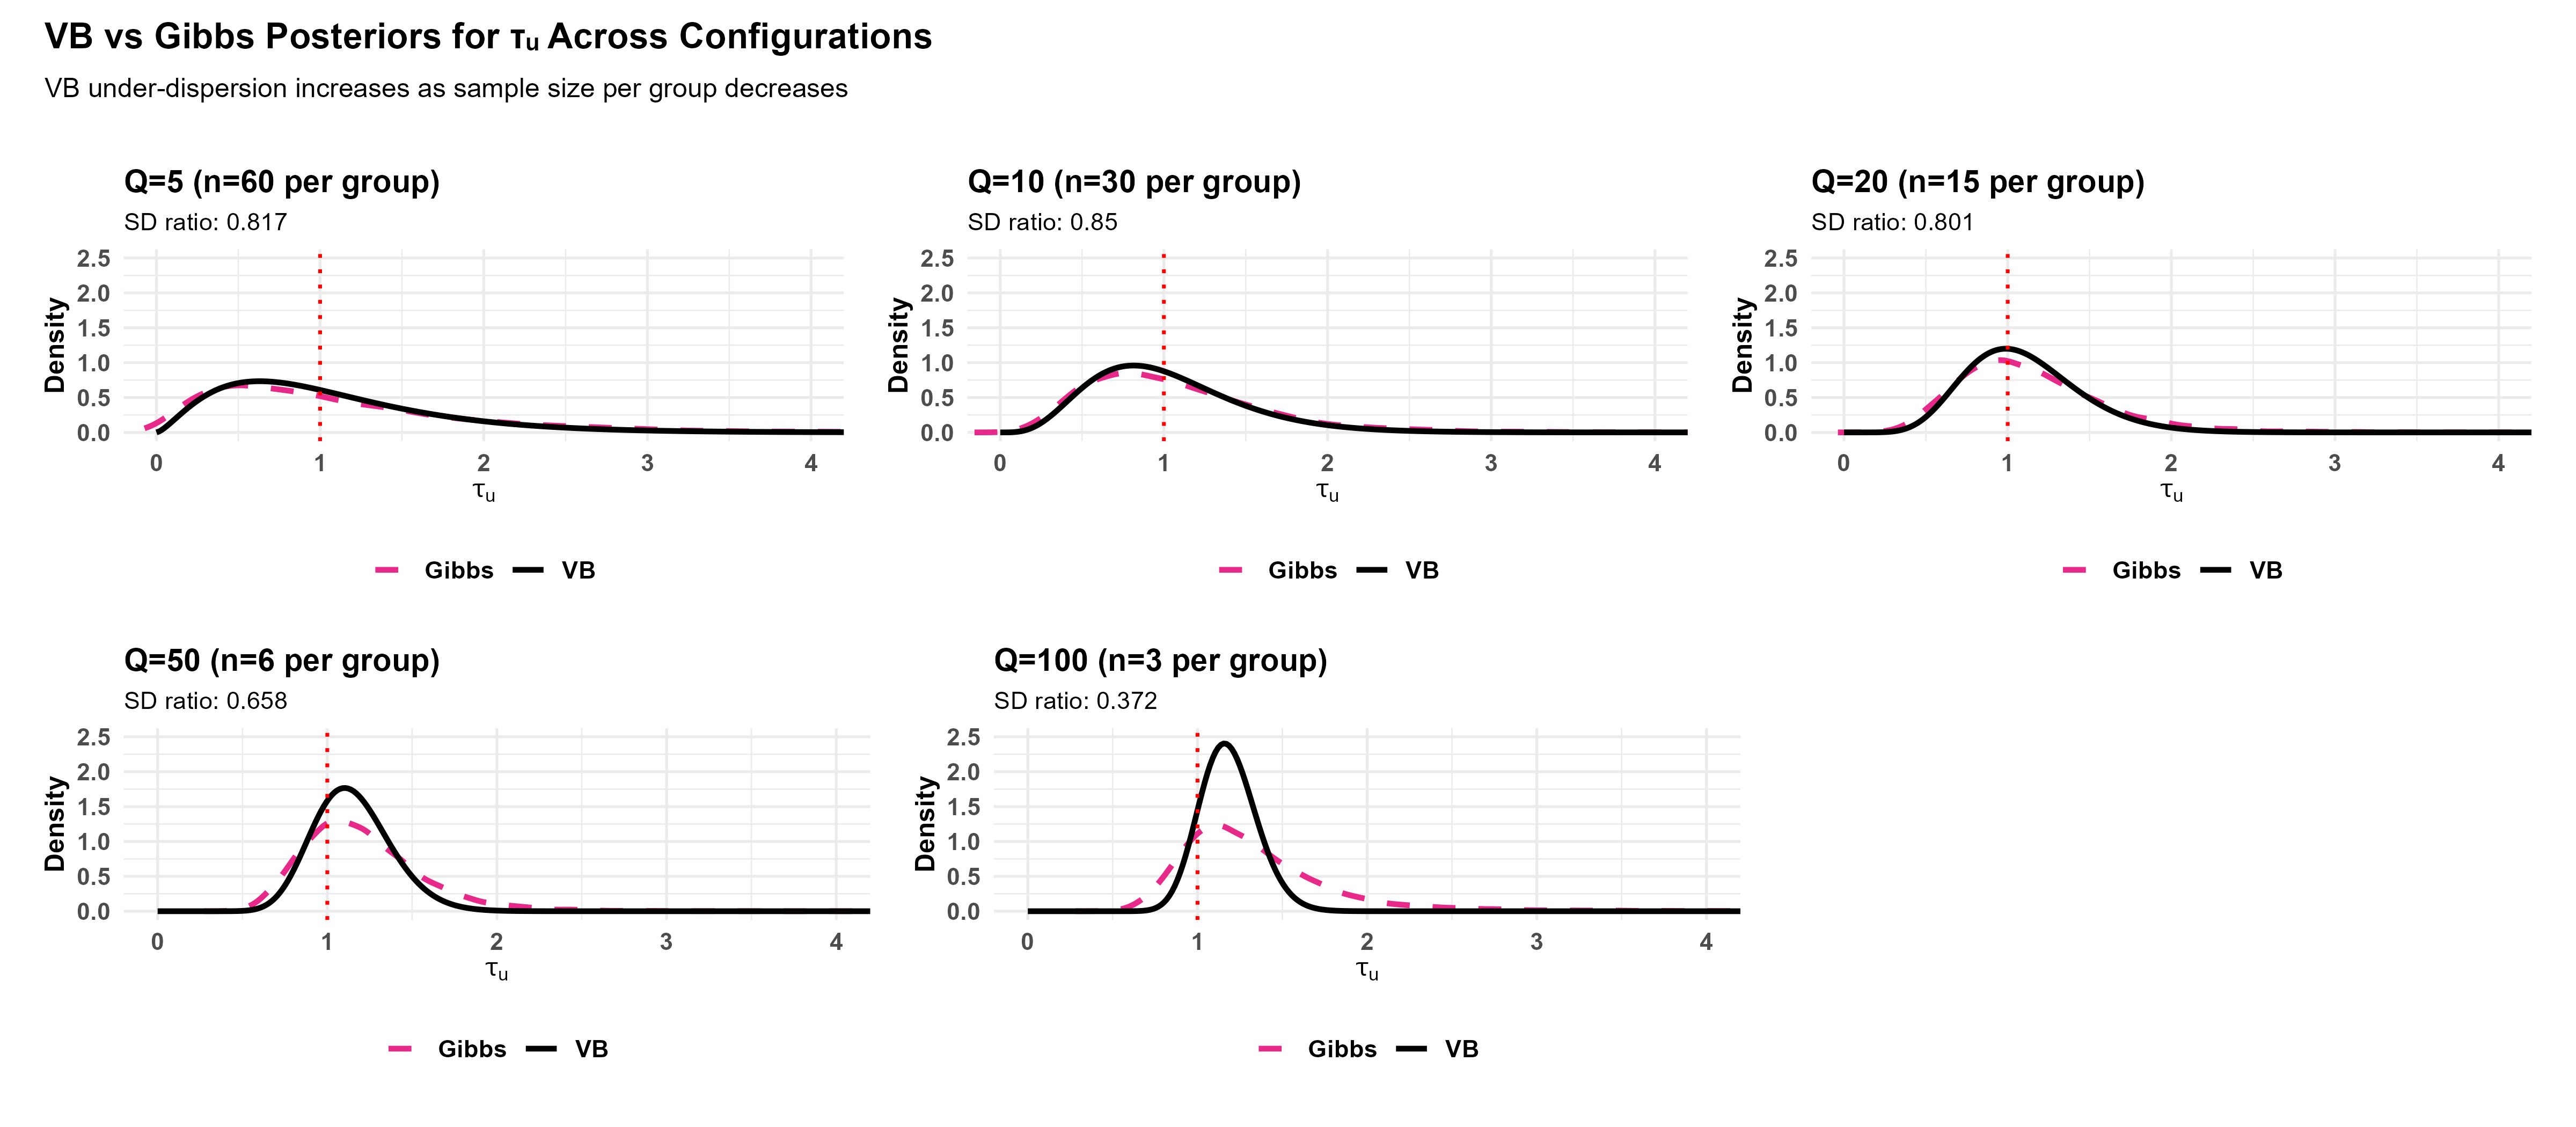 VB vs Gibbs Posteriors for τᵤ Across Configurations
VB under-dispersion increases as sample size per group decreases
Q=5 (n=60 per group)
SD ratio: 0.817
2.5
2.0
1.5
1.0
0.5
0.0
Density
0 1 2 3 4
τᵤ
Gibbs VB
Q=10 (n=30 per group)
SD ratio: 0.85
2.5
2.0
1.5
1.0
0.5
0.0
Density
0 1 2 3 4
τᵤ
Gibbs VB
Q=20 (n=15 per group)
SD ratio: 0.801
2.5
2.0
1.5
1.0
0.5
0.0
Density
0 1 2 3 4
τᵤ
Gibbs VB
Q=50 (n=6 per group)
SD ratio: 0.658
2.5
2.0
1.5
1.0
0.5
0.0
Density
0 1 2 3 4
τᵤ
Gibbs VB
Q=100 (n=3 per group)
SD ratio: 0.372
2.5
2.0
1.5
1.0
0.5
0.0
Density
0 1 2 3 4
τᵤ
Gibbs VB